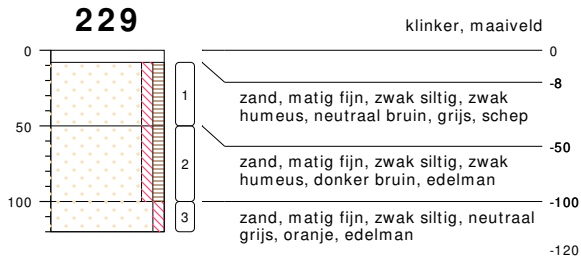 229
klinker, maaiveld
0
0
-8
1
zand, matig fijn, zwak siltig, zwak
humeus, neutraal bruin, grijs, schep
50
-50
2
zand, matig fijn, zwak siltig, zwak
humeus, donker bruin, edelman
100
-100
3
zand, matig fijn, zwak siltig, neutraal
grijs, oranje, edelman
-120